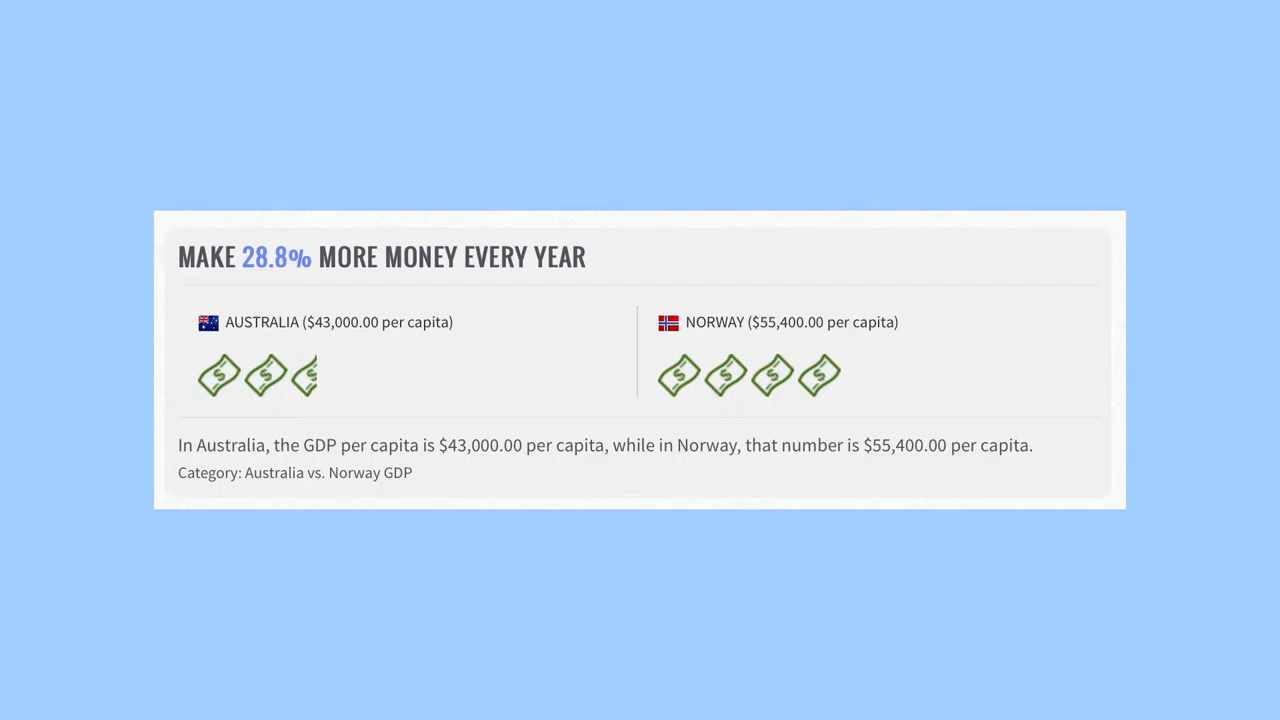 MAKE 28.8% MORE MONEY EVERY YEAR
AUSTRALIA ($43,000.00 per capita)
NORWAY ($55,400.00 per capita)
In Australia, the GDP per capita is $43,000.00 per capita, while in Norway, that number is $55,400.00 per capita.
Category: Australia vs. Norway GDP